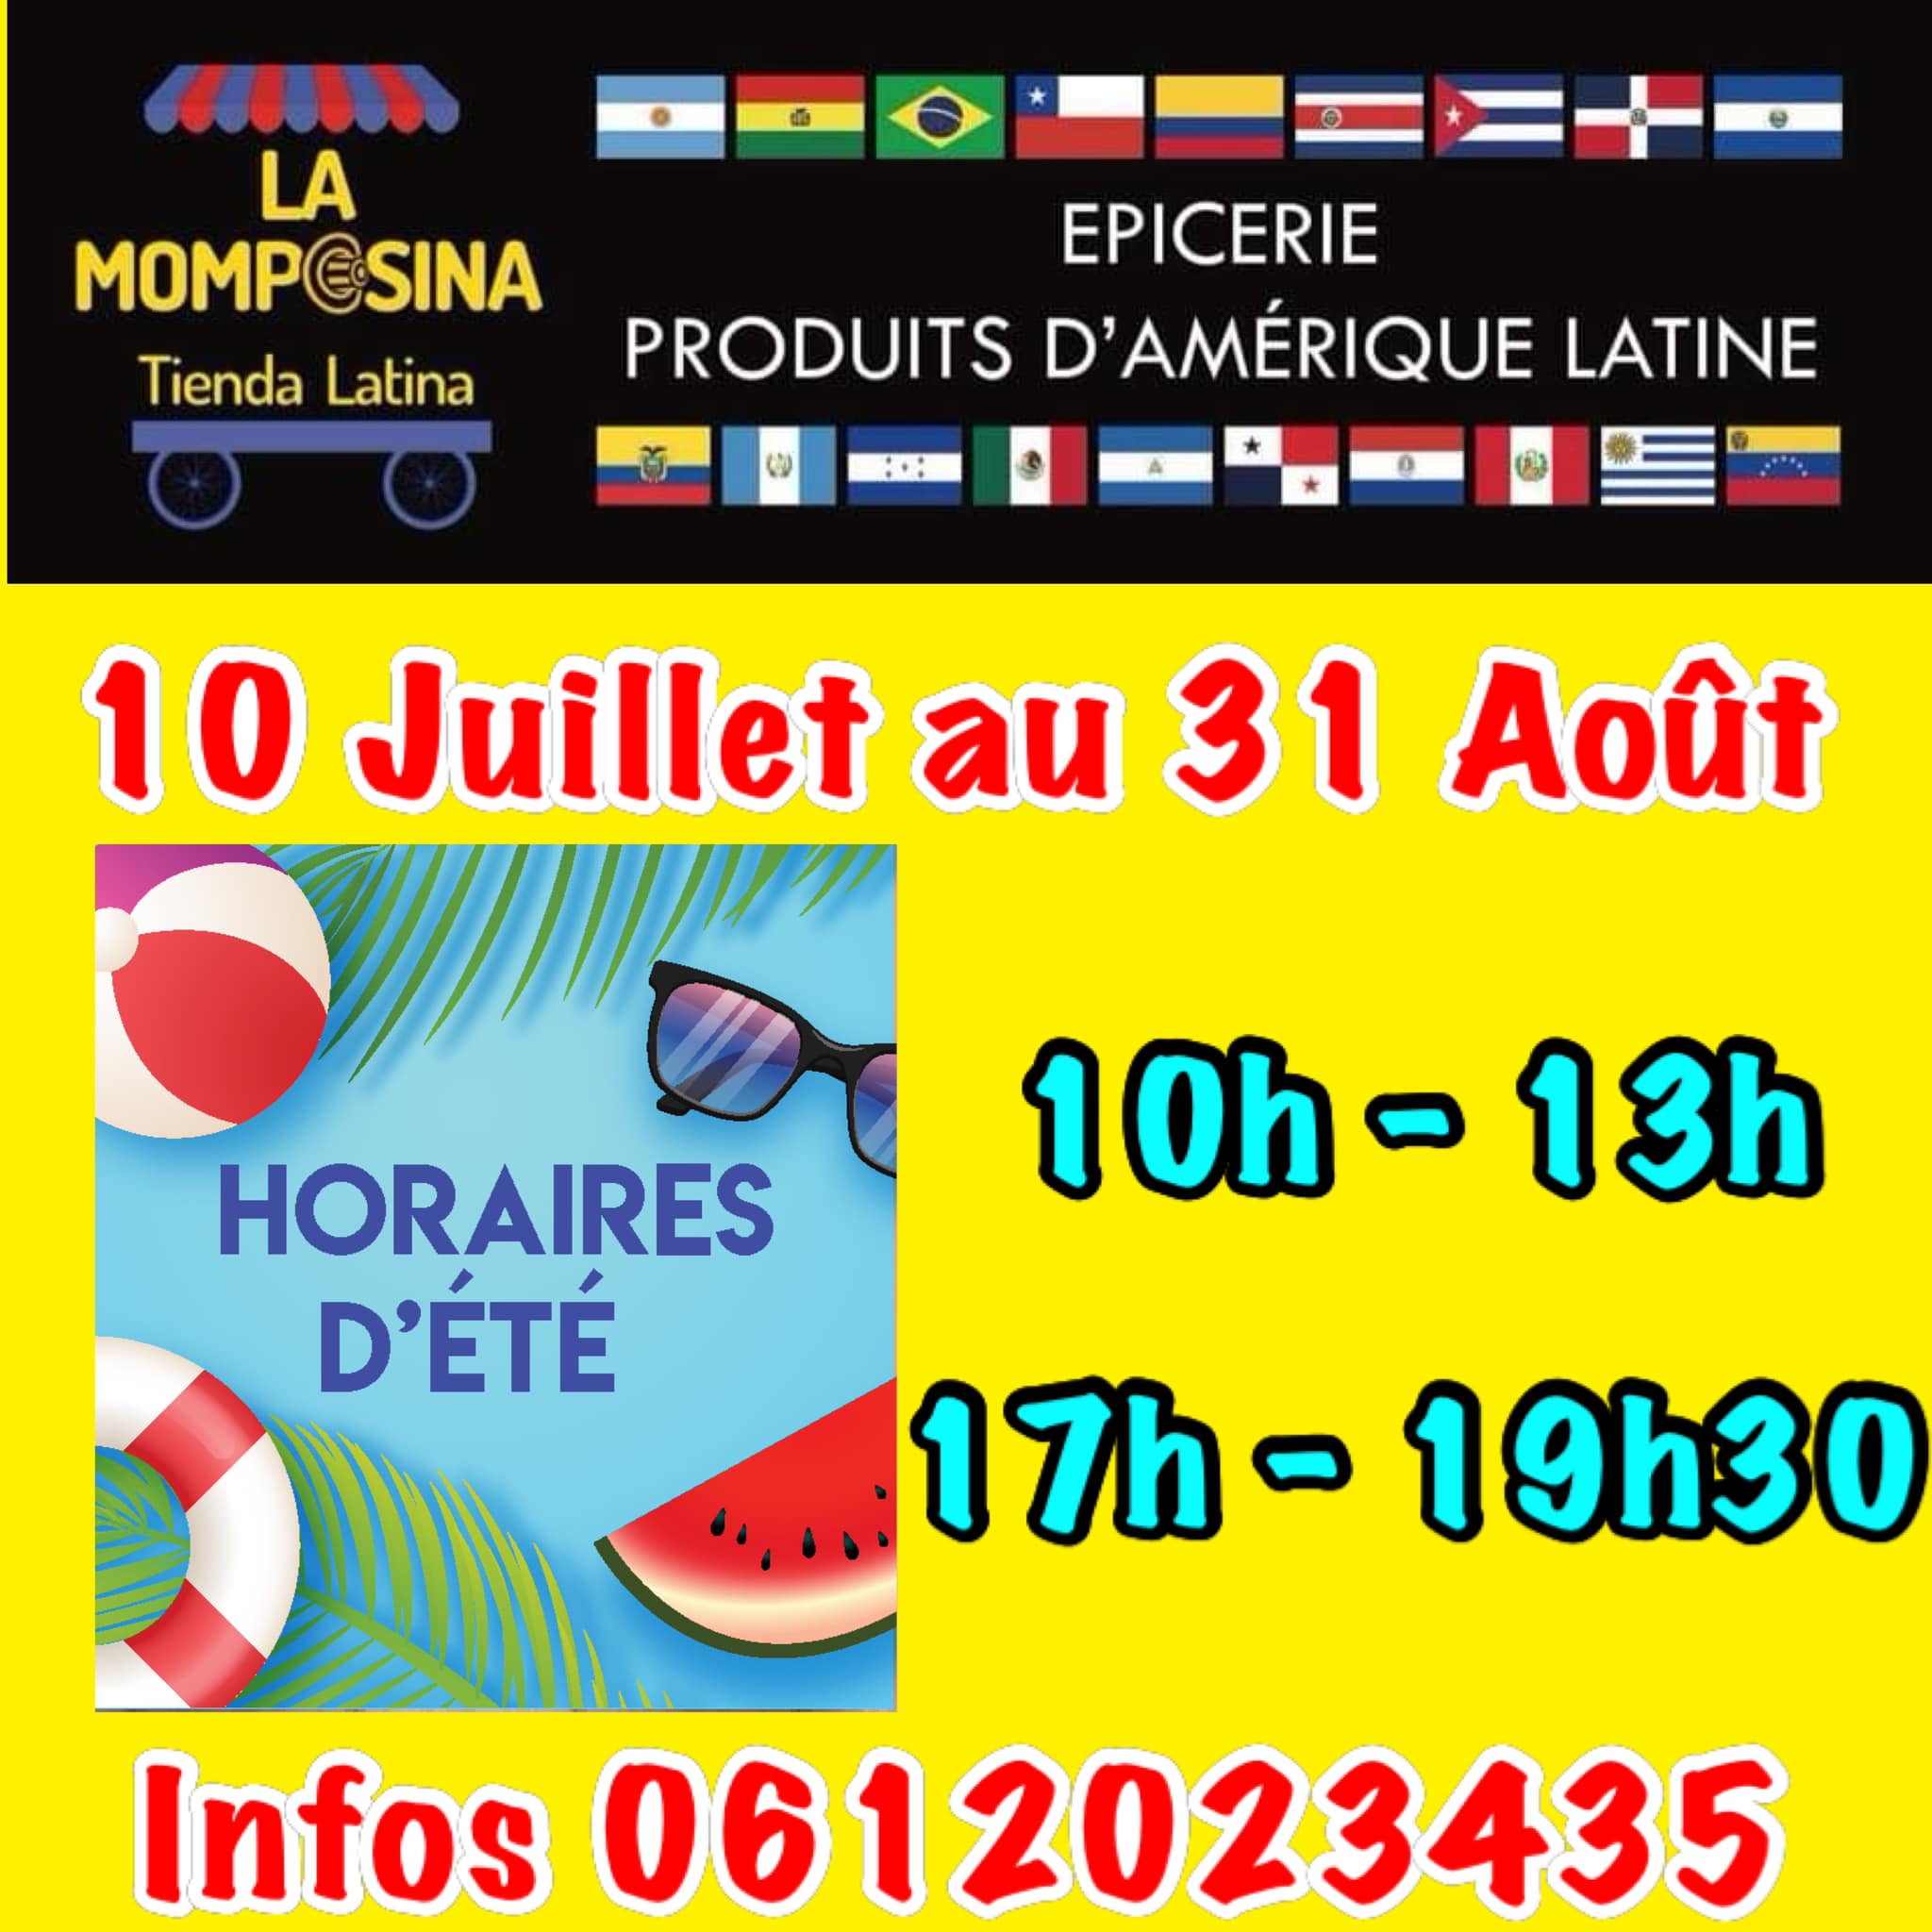 LA
MOMPOSINA
Tienda Latina
EPICERIE
PRODUITS D'AMÉRIQUE LATINE
10 Juillet au 31 Août
HORAIRES
D'ÉTÉ
10h - 13h
17h - 19h30
Infos 0612023435